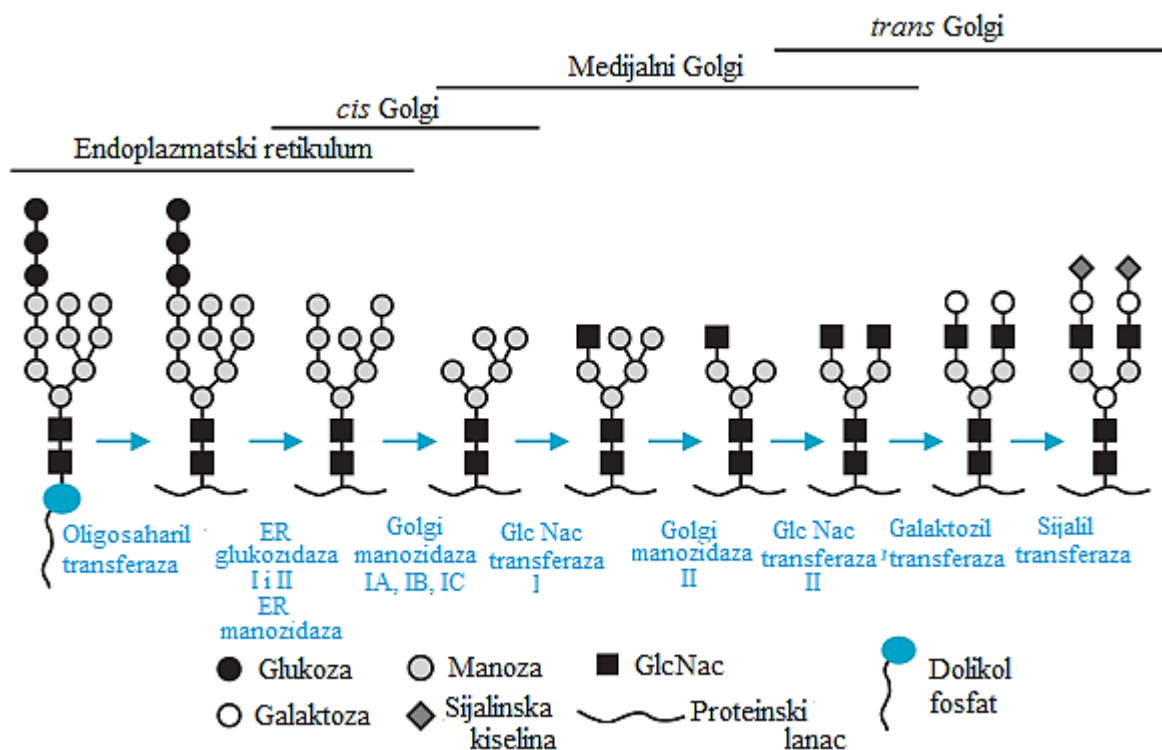 trans Golgi
Medijalni Golgi
cis Golgi
Endoplazmatski retikulum
Oligosaharil
transferaza
ER
glukozidaza
I i II
ER
manozidaza
Golgi
manozidaza
IA, IB, IC
Glc Nac
transferaza
I
Golgi
manozidaza
II
Glc Nac
transferaza
II
Galaktozil
transferaza
Sijalil
transferaza
Glukoza
Manoza
GlcNac
Dolikol
fosfat
Galaktoza
Sijalinska
kiselina
Proteinski
lanac